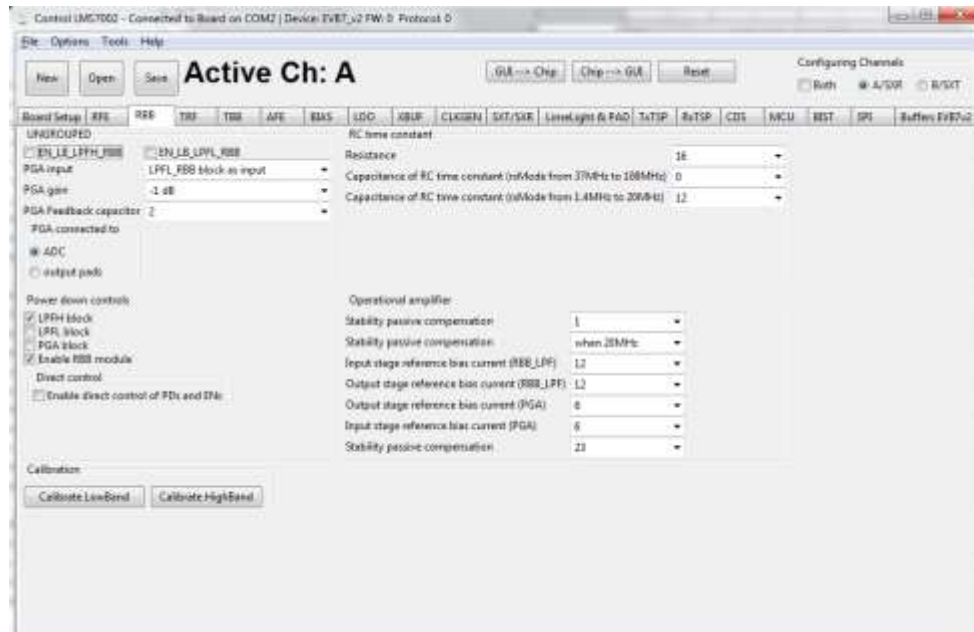 Control LMS7002 - Connected to Board on COM2 | Device: EVB7_v2 FW: 0 Protocol: 0
File Options Tools Help
New Open Save Active Ch: A GUI --> Chip Chip --> GUI Reset
Configuring Channels
Both A/SXR B/SXT
Board Setup RFE RBB TRF TBB AFE BIAS LDO XBUF CLKGEN SXT/SXR LimeLight & PAD TxTSP RxTSP CDS MCU BIST SPI Buffers EVB7v2
UNGROUPED
EN_LB_LPFH_RBB EN_LB_LPFL_RBB
PGA input LPFL_RBB block as input
PGA gain -1 dB
PGA Feedback capacitor 2
PGA connected to
ADC
output pads
RC time constant
Resistance 16
Capacitance of RC time constant (rxMode from 37MHz to 108MHz) 0
Capacitance of RC time constant (rxMode from 1.4MHz to 20MHz) 12
Power down controls
LPFH block
LPFL block
PGA block
Enable RBB module
Direct control
Enable direct control of PDs and ENs
Operational amplifier
Stability passive compensation 1
Stability passive compensation when 20MHz
Input stage reference bias current (RBB_LPF) 12
Output stage reference bias current (RBB_LPF) 12
Output stage reference bias current (PGA) 6
Input stage reference bias current (PGA) 6
Stability passive compensation 23
Calibration
Calibrate LowBand Calibrate HighBand